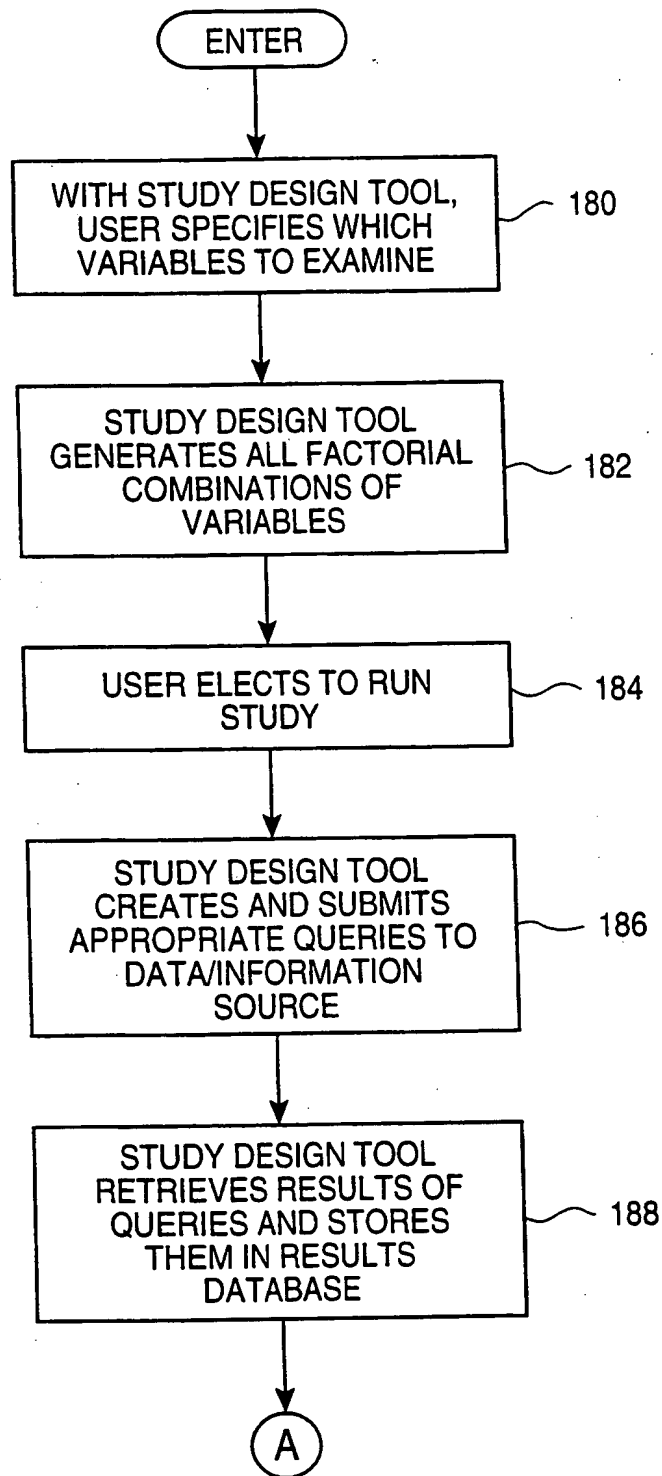 ENTER
WITH STUDY DESIGN TOOL,
USER SPECIFIES WHICH
VARIABLES TO EXAMINE
180
STUDY DESIGN TOOL
GENERATES ALL FACTORIAL
COMBINATIONS OF
VARIABLES
182
USER ELECTS TO RUN
STUDY
184
STUDY DESIGN TOOL
CREATES AND SUBMITS
APPROPRIATE QUERIES TO
DATA/INFORMATION
SOURCE
186
STUDY DESIGN TOOL
RETRIEVES RESULTS OF
QUERIES AND STORES
THEM IN RESULTS
DATABASE
188
A